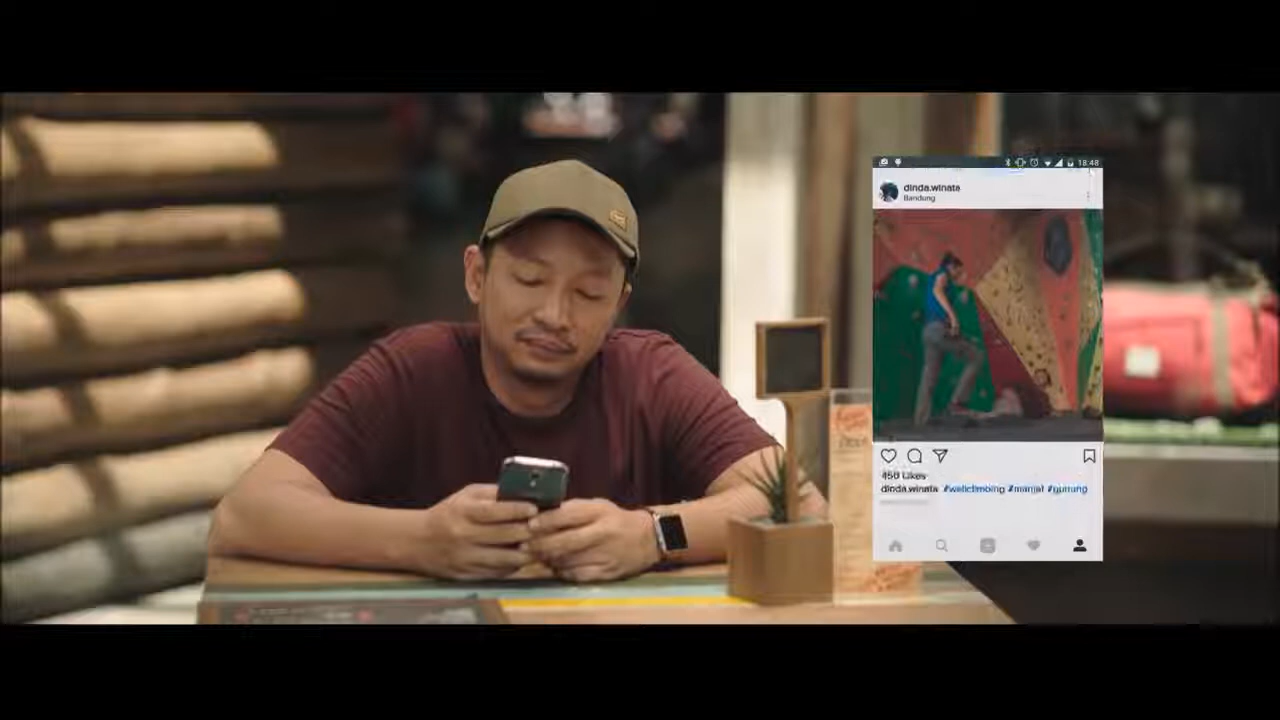 18:48
dinda.winata
Bandung
450 Likes
dinda.winata #wallclimbing #manjat #gunung